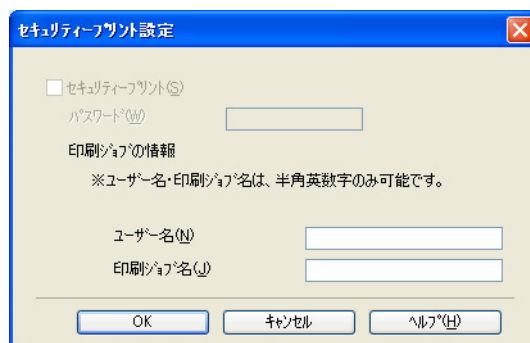 ｾｷｭﾘﾃｨｰﾌﾟﾘﾝﾄ設定
ｾｷｭﾘﾃｨｰﾌﾟﾘﾝﾄ(S)
ﾊﾟｽﾜｰﾄﾞ(W)
印刷ｼﾞｮﾌﾞの情報
※ユーザー名・印刷ｼﾞｮﾌﾞ名は、半角英数字のみ可能です。
ﾕｰｻﾞｰ名(N)
印刷ｼﾞｮﾌﾞ名(J)
OK ｷｬﾝｾﾙ ﾍﾙﾌﾟ(H)